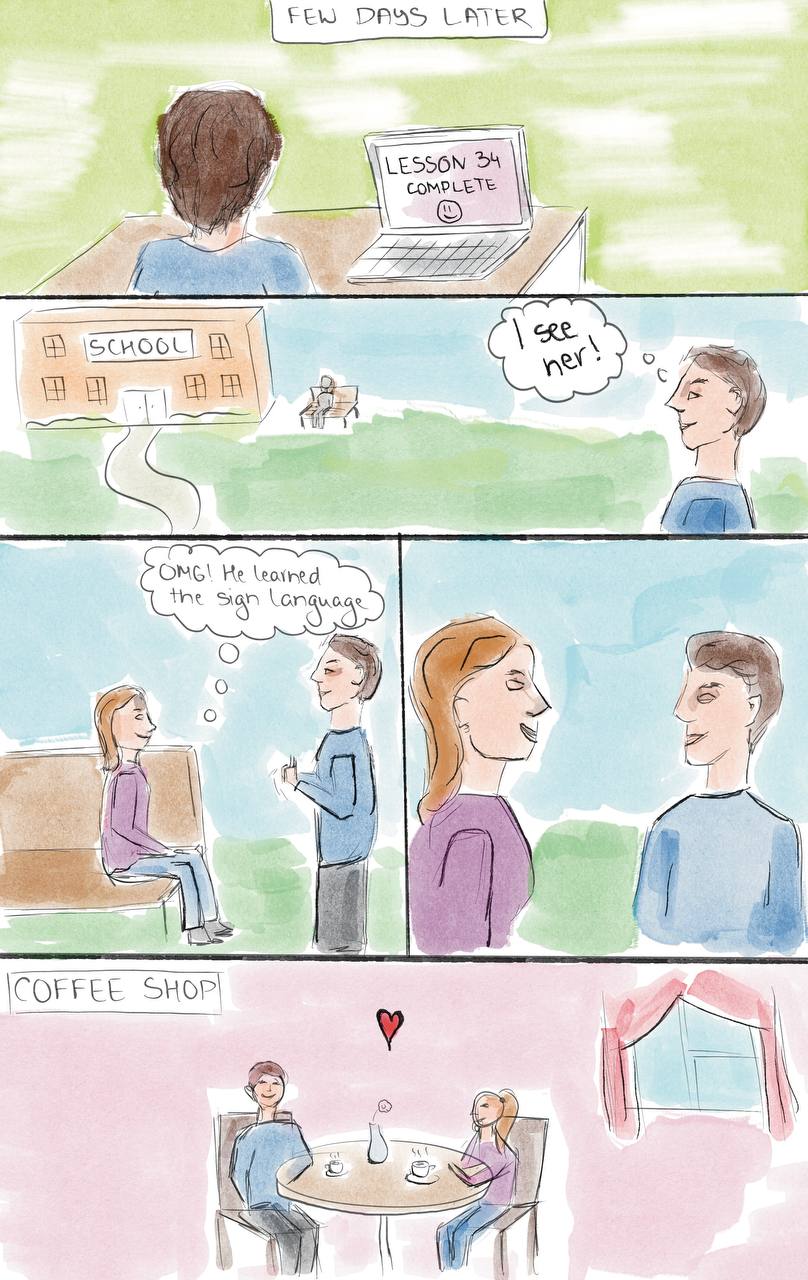 FEW DAYS LATER
LESSON 34
COMPLETE
SCHOOL
I see
her!
OMG! He learned
the sign language
COFFEE SHOP